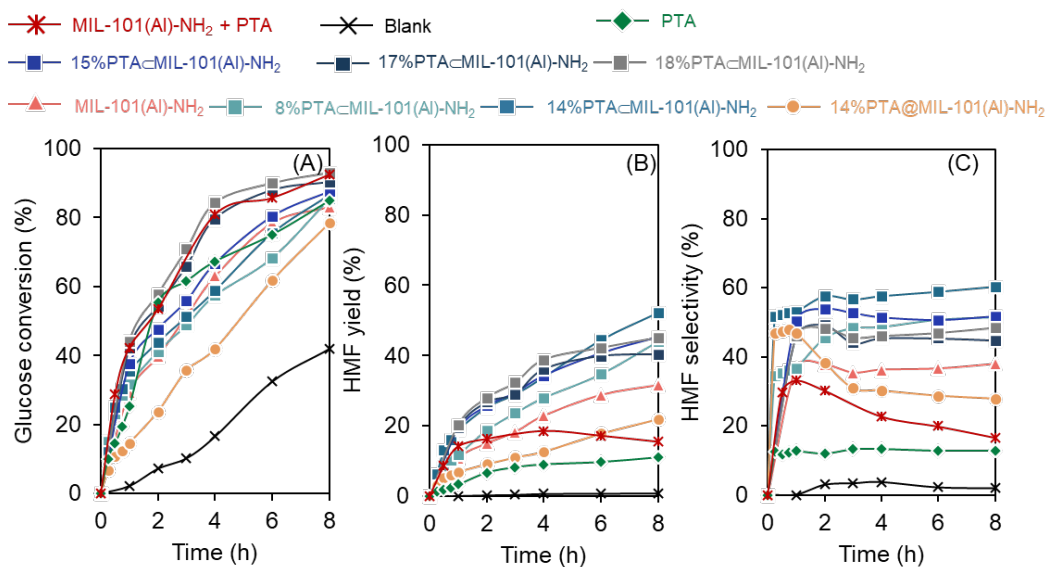 MIL-101(Al)-NH₂ + PTA Blank PTA
15%PTA⊂MIL-101(Al)-NH₂ 17%PTA⊂MIL-101(Al)-NH₂ 18%PTA⊂MIL-101(Al)-NH₂
MIL-101(Al)-NH₂ 8%PTA⊂MIL-101(Al)-NH₂ 14%PTA⊂MIL-101(Al)-NH₂ 14%PTA@MIL-101(Al)-NH₂
(A)
Glucose conversion (%)
100
80
60
40
20
0
0 2 4 6 8
Time (h)
(B)
HMF yield (%)
100
80
60
40
20
0
0 2 4 6 8
Time (h)
(C)
HMF selectivity (%)
100
80
60
40
20
0
0 2 4 6 8
Time (h)